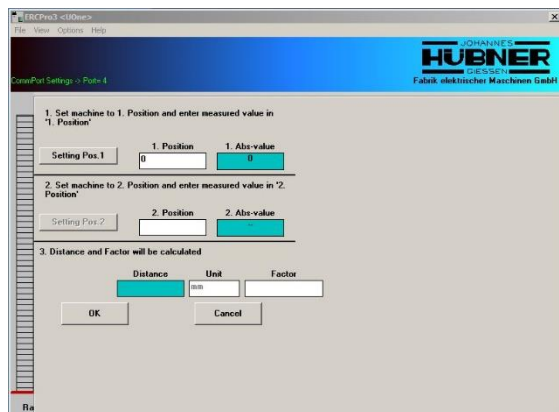 ERCPro3 <UOne>
File View Options Help
JOHANNES
HÜBNER
GIESSEN
CommPort Settings -> Port= 4
Fabrik elektrischer Maschinen GmbH
1. Set machine to 1. Position and enter measured value in
'1. Position'
1. Position 1. Abs-value
Setting Pos.1 0 0
2. Set machine to 2. Position and enter measured value in '2.
Position'
2. Position 2. Abs-value
Setting Pos.2 --
3. Distance and Factor will be calculated
Distance Unit Factor
mm
OK Cancel
Ra